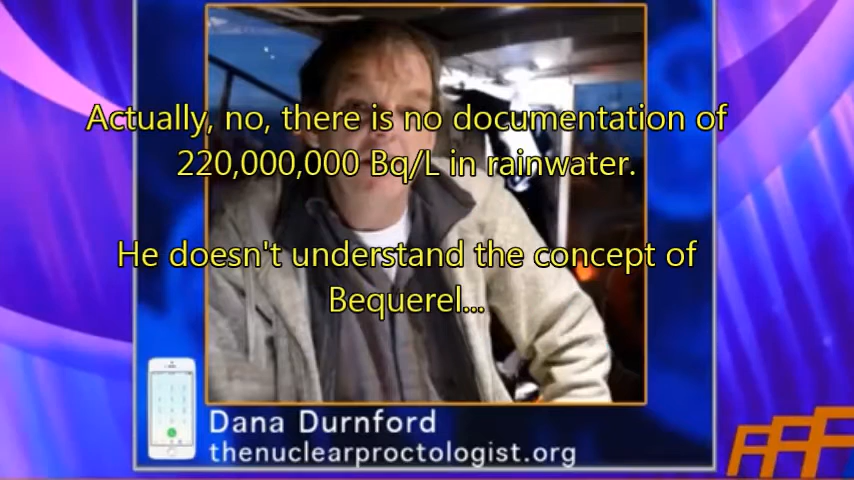 Actually, no, there is no documentation of
220,000,000 Bq/L in rainwater.
He doesn't understand the concept of
Bequerel...
Dana Durnford
thenuclearproctologist.org